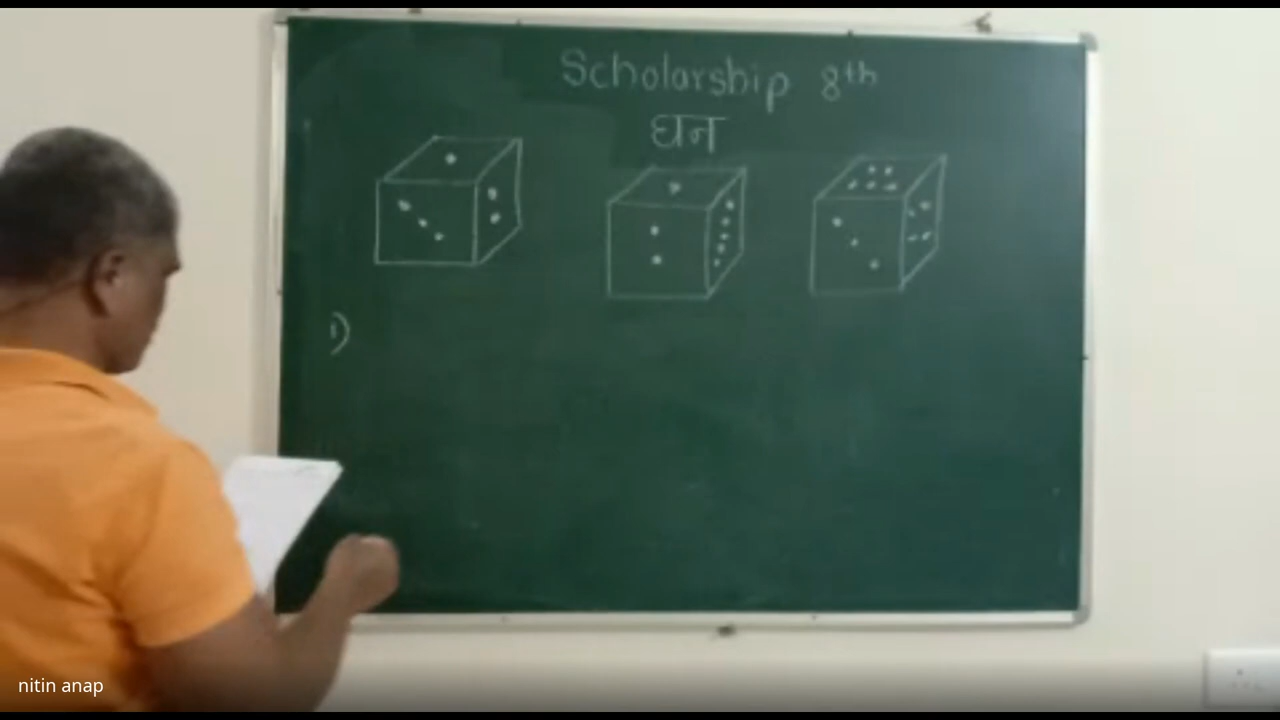 Scholarship 8th
घन
1)
nitin anap